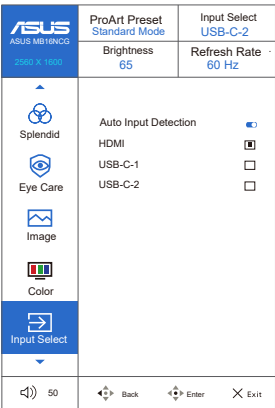 ASUS
ASUS MB16NCG
2560 X 1600
ProArt Preset
Standard Mode
Input Select
USB-C-2
Brightness
65
Refresh Rate
60 Hz
Splendid
Eye Care
Image
Color
Input Select
Auto Input Detection
HDMI
USB-C-1
USB-C-2
50
Back
Enter
Exit